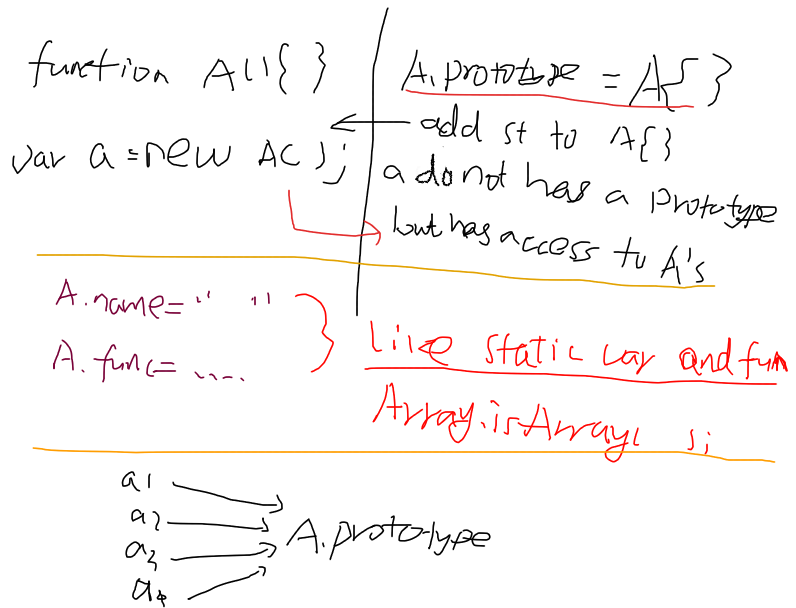 function A(){}
var a = new A();
A.prototype = A{}
add st to A{}
a do not has a prototype
but has access to A's
A.name= " "
A.func= ....
Like static var and fun
Array.isArray( );
a1
a2
a3
a4
A.prototype